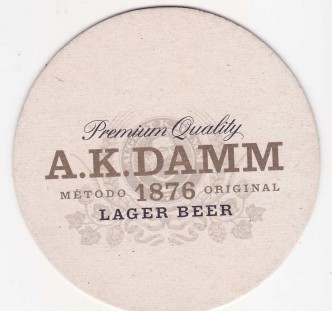 Premium Quality
A.K.DAMM
MÉTODO 1876 ORIGINAL
LAGER BEER